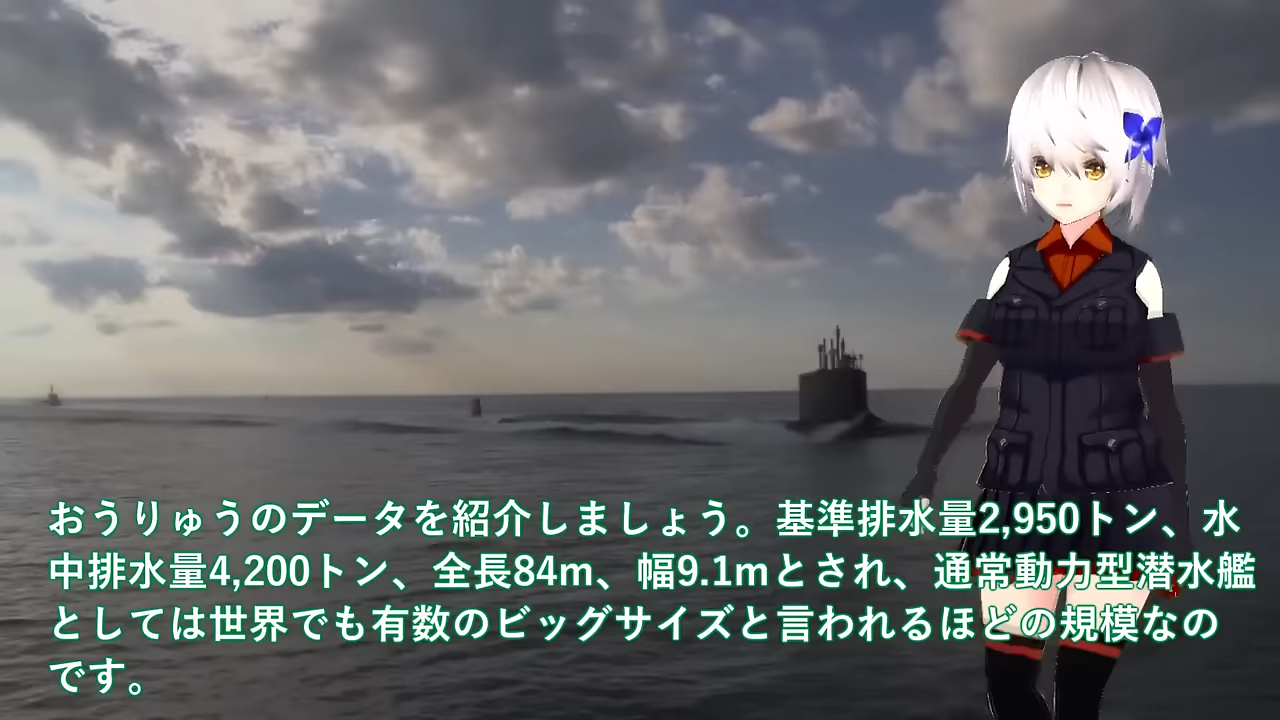 おうりゅうのデータを紹介しましょう。基準排水量2,950トン、水
中排水量4,200トン、全長84m、幅9.1mとされ、通常動力型潜水艦
としては世界でも有数のビッグサイズと言われるほどの規模なの
です。